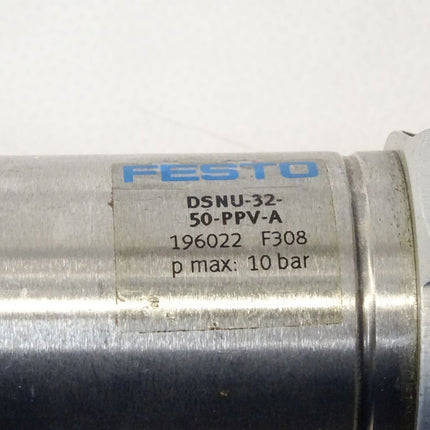 FESTO
DSNU-32-
50-PPV-A
196022 F308
p max: 10 bar